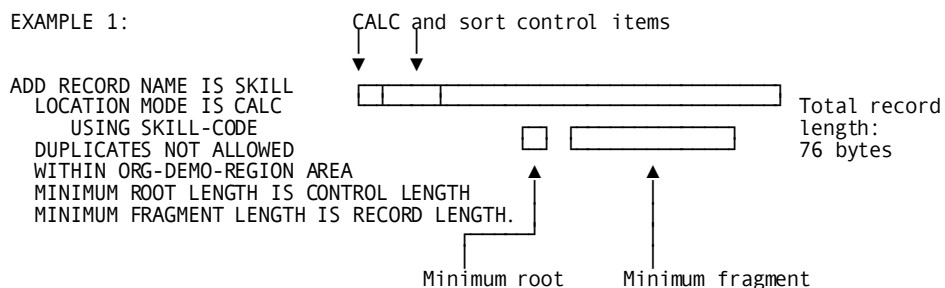 EXAMPLE 1: CALC and sort control items
ADD RECORD NAME IS SKILL
LOCATION MODE IS CALC
USING SKILL-CODE
DUPLICATES NOT ALLOWED
WITHIN ORG-DEMO-REGION AREA
MINIMUM ROOT LENGTH IS CONTROL LENGTH
MINIMUM FRAGMENT LENGTH IS RECORD LENGTH.
Total record
length:
76 bytes
Minimum root Minimum fragment